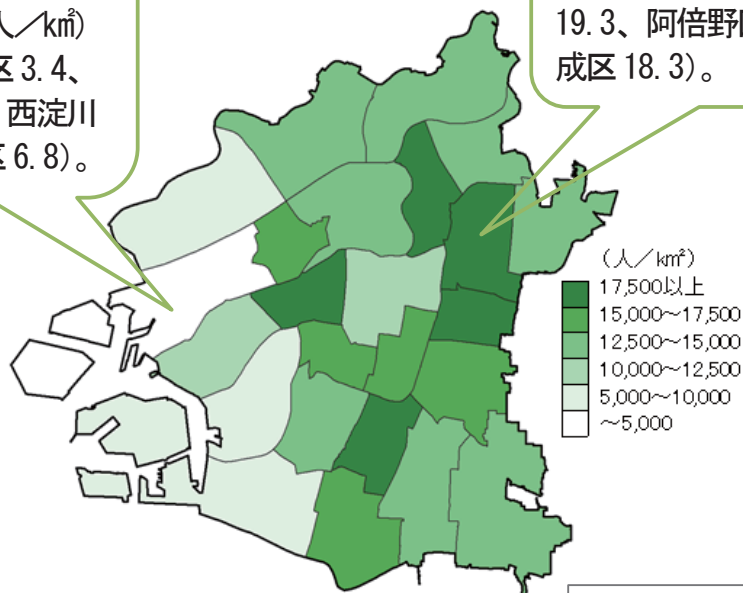 人／km²)
区 3.4、
西淀川
区 6.8)。
19.3、阿倍野区
成区 18.3)。
(人／km²)
17,500以上
15,000～17,500
12,500～15,000
10,000～12,500
5,000～10,000
～5,000